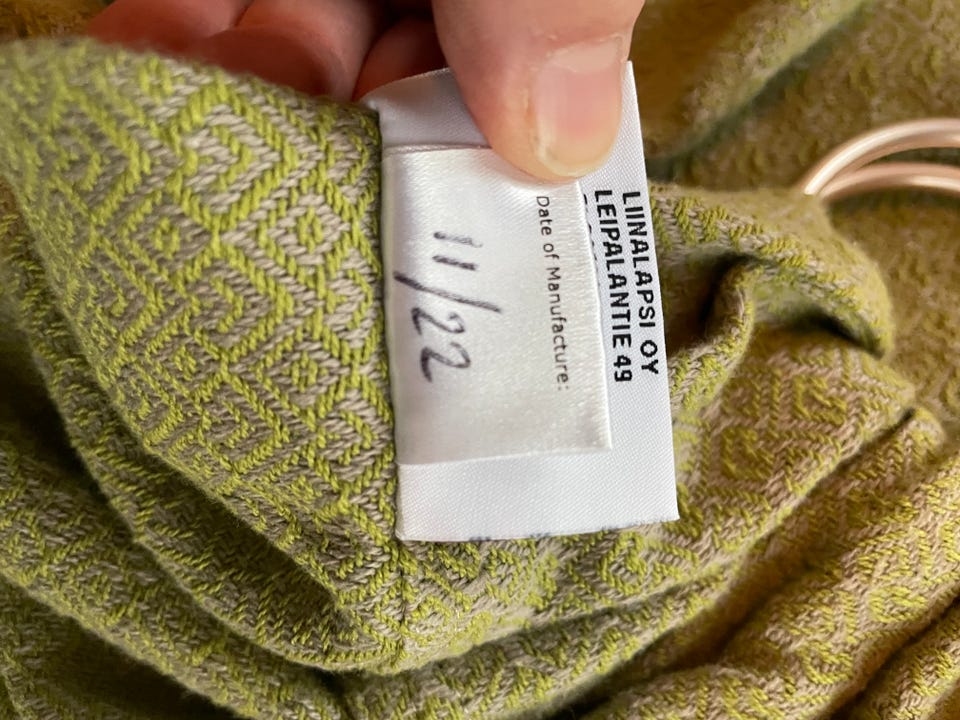 LIINALAPSI OY
LEIPALANTIE 49
Date of Manufacture:
11/22